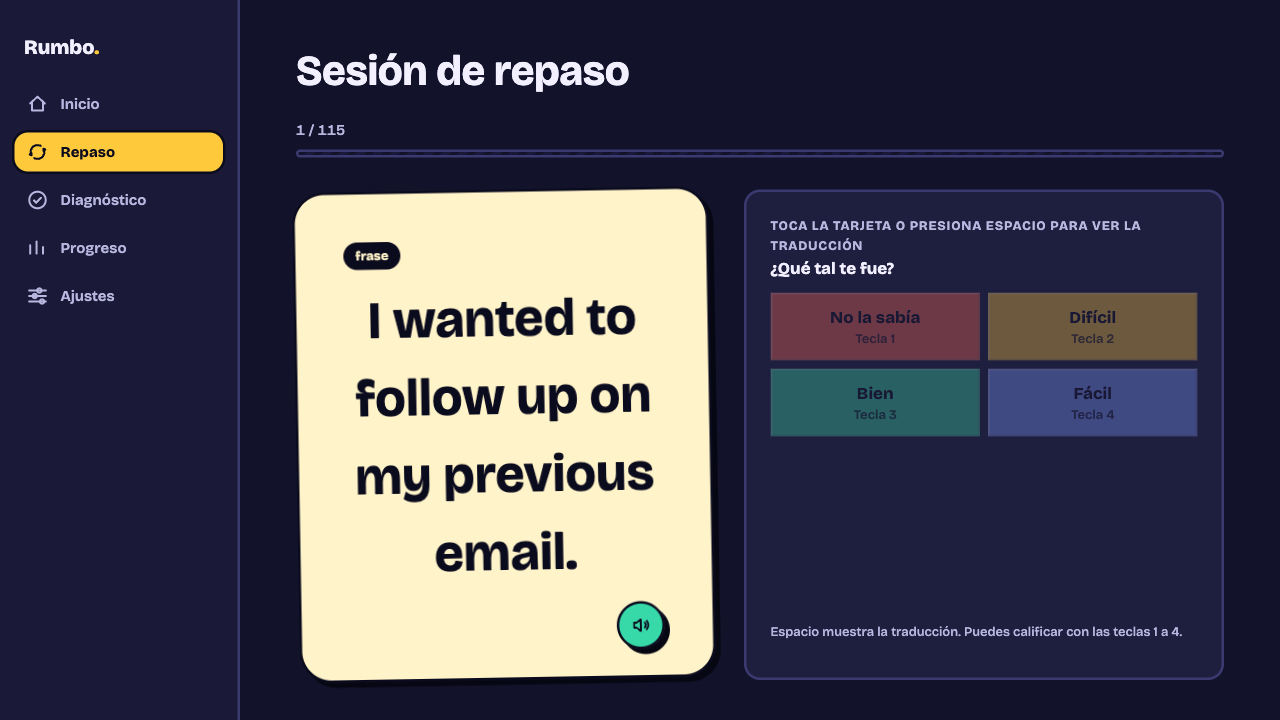 Rumbo.
Inicio
Repaso
Diagnóstico
Progreso
Ajustes
Sesión de repaso
1 / 115
frase
I wanted to
follow up on
my previous
email.
TOCA LA TARJETA O PRESIONA ESPACIO PARA VER LA
TRADUCCIÓN
¿Qué tal te fue?
No la sabía
Tecla 1
Difícil
Tecla 2
Bien
Tecla 3
Fácil
Tecla 4
Espacio muestra la traducción. Puedes calificar con las teclas 1 a 4.